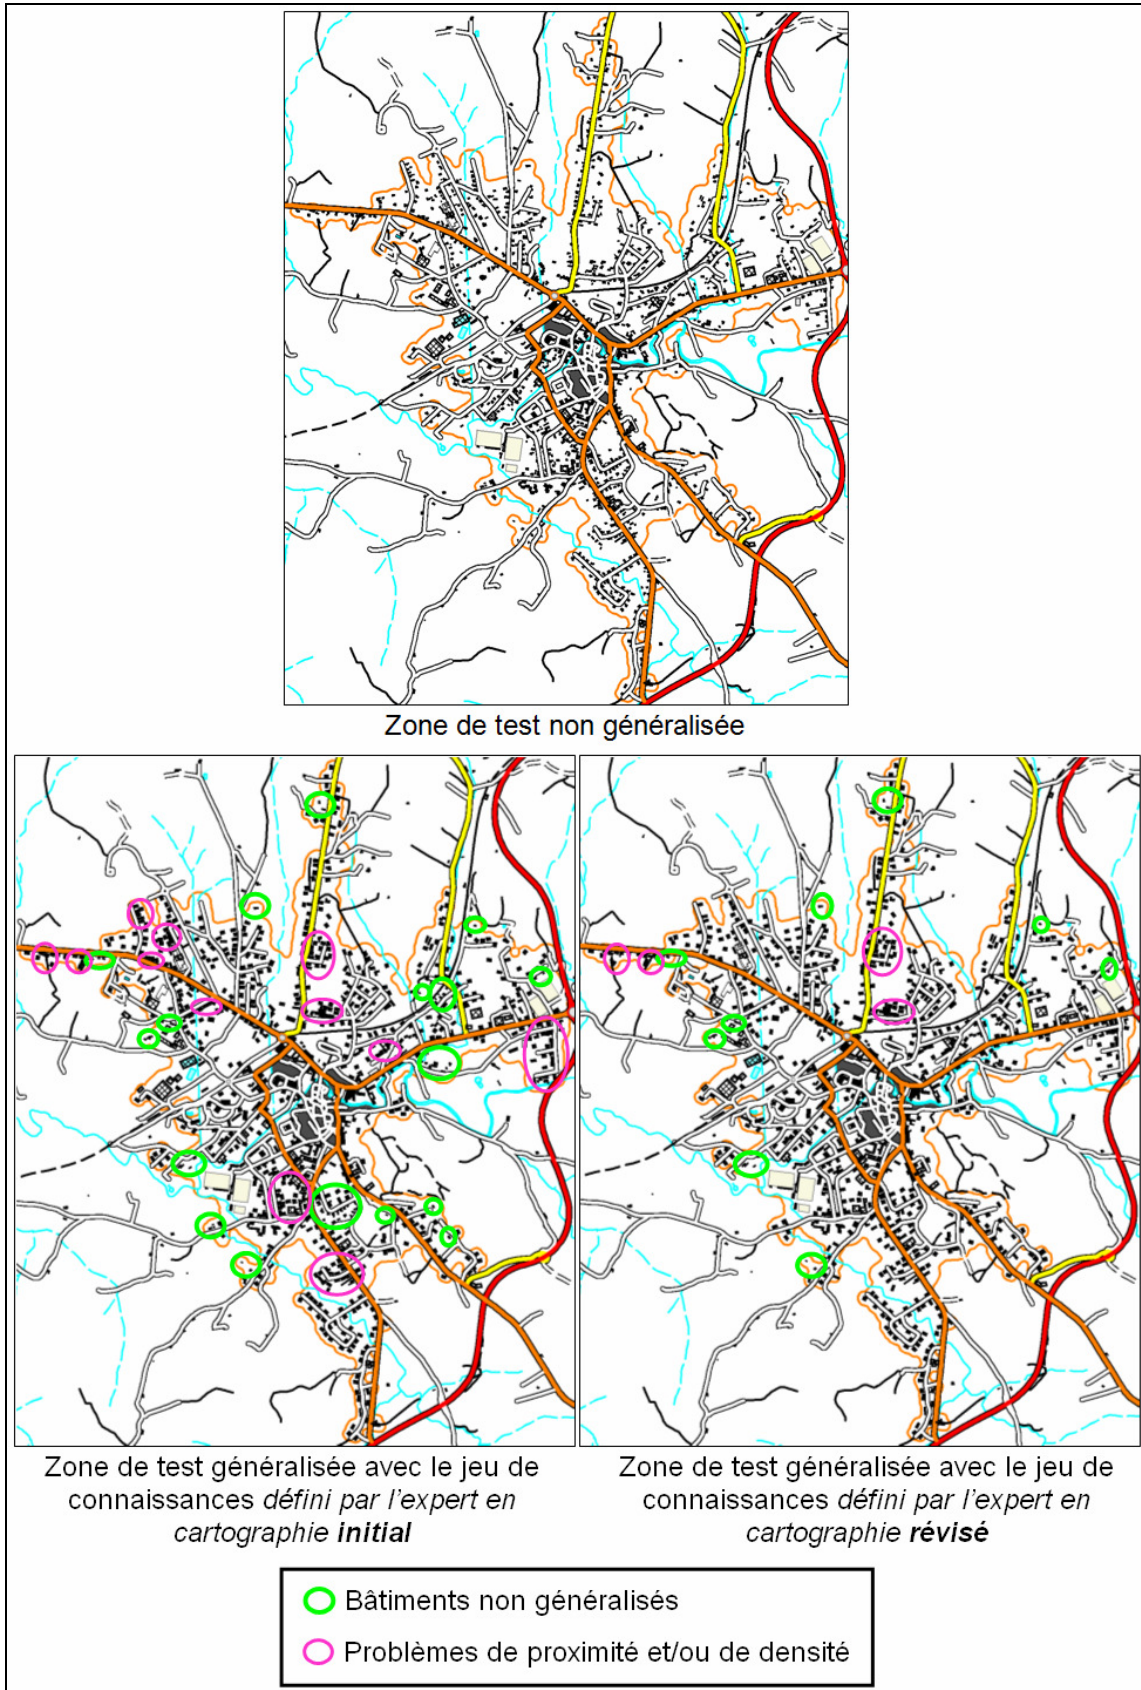 Zone de test non généralisée
Zone de test généralisée avec le jeu de
connaissances défini par l'expert en
cartographie initial
Zone de test généralisée avec le jeu de
connaissances défini par l'expert en
cartographie révisé
Bâtiments non généralisés
Problèmes de proximité et/ou de densité